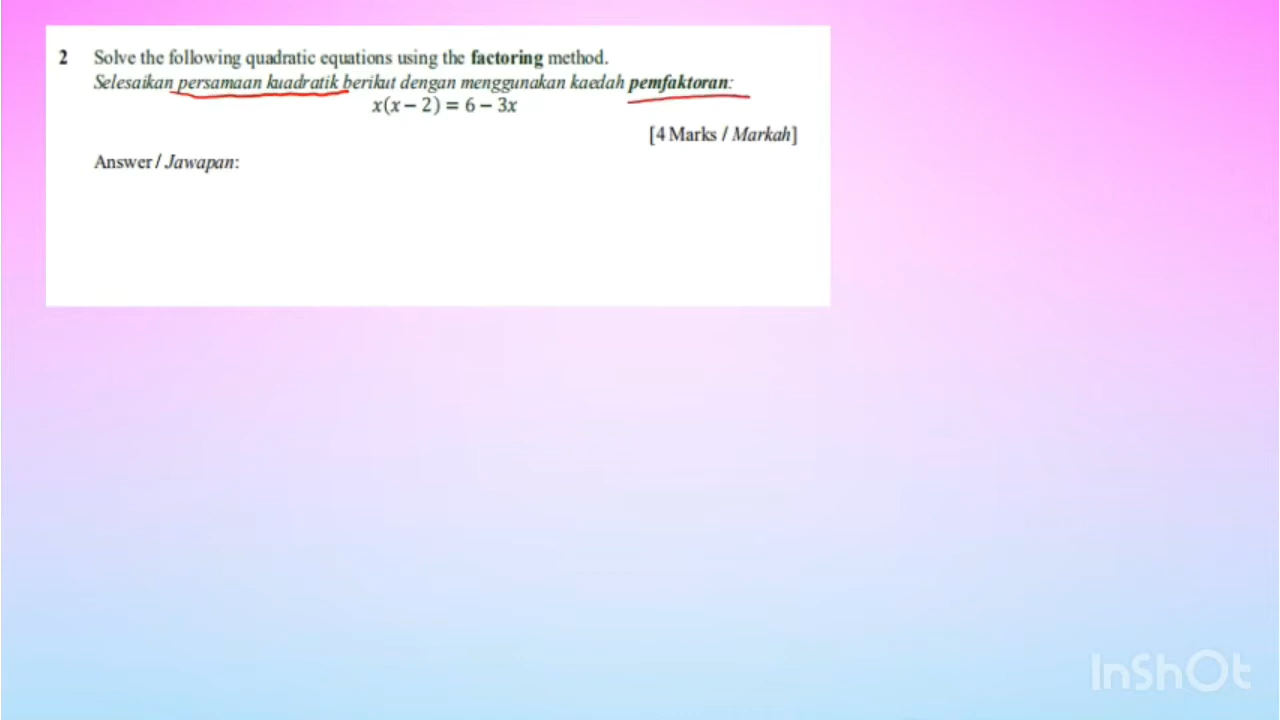 2 Solve the following quadratic equations using the factoring method.
Selesaikan persamaan kuadratik berikut dengan menggunakan kaedah pemfaktoran:
x(x − 2) = 6 − 3x
[4 Marks / Markah]
Answer / Jawapan:
InShOt